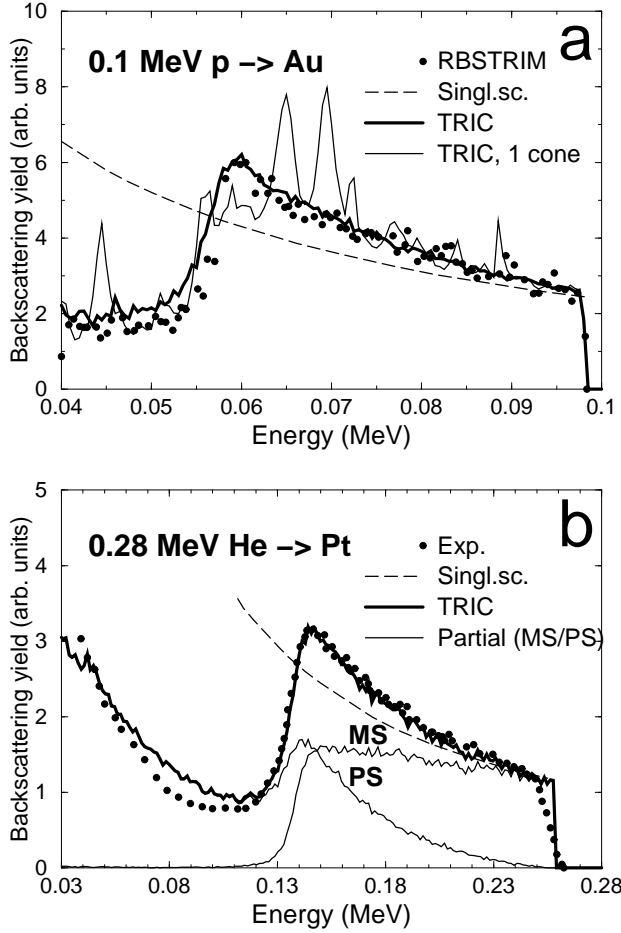 10
8
6
4
2
0
Backscattering yield (arb. units)
0.1 MeV p −> Au
a
RBSTRIM
Singl.sc.
TRIC
TRIC, 1 cone
0.04
0.05
0.06
0.07
0.08
0.09
0.1
Energy (MeV)
5
4
3
2
1
0
Backscattering yield (arb. units)
0.28 MeV He −> Pt
b
Exp.
Singl.sc.
TRIC
Partial (MS/PS)
MS
PS
0.03
0.08
0.13
0.18
0.23
0.28
Energy (MeV)